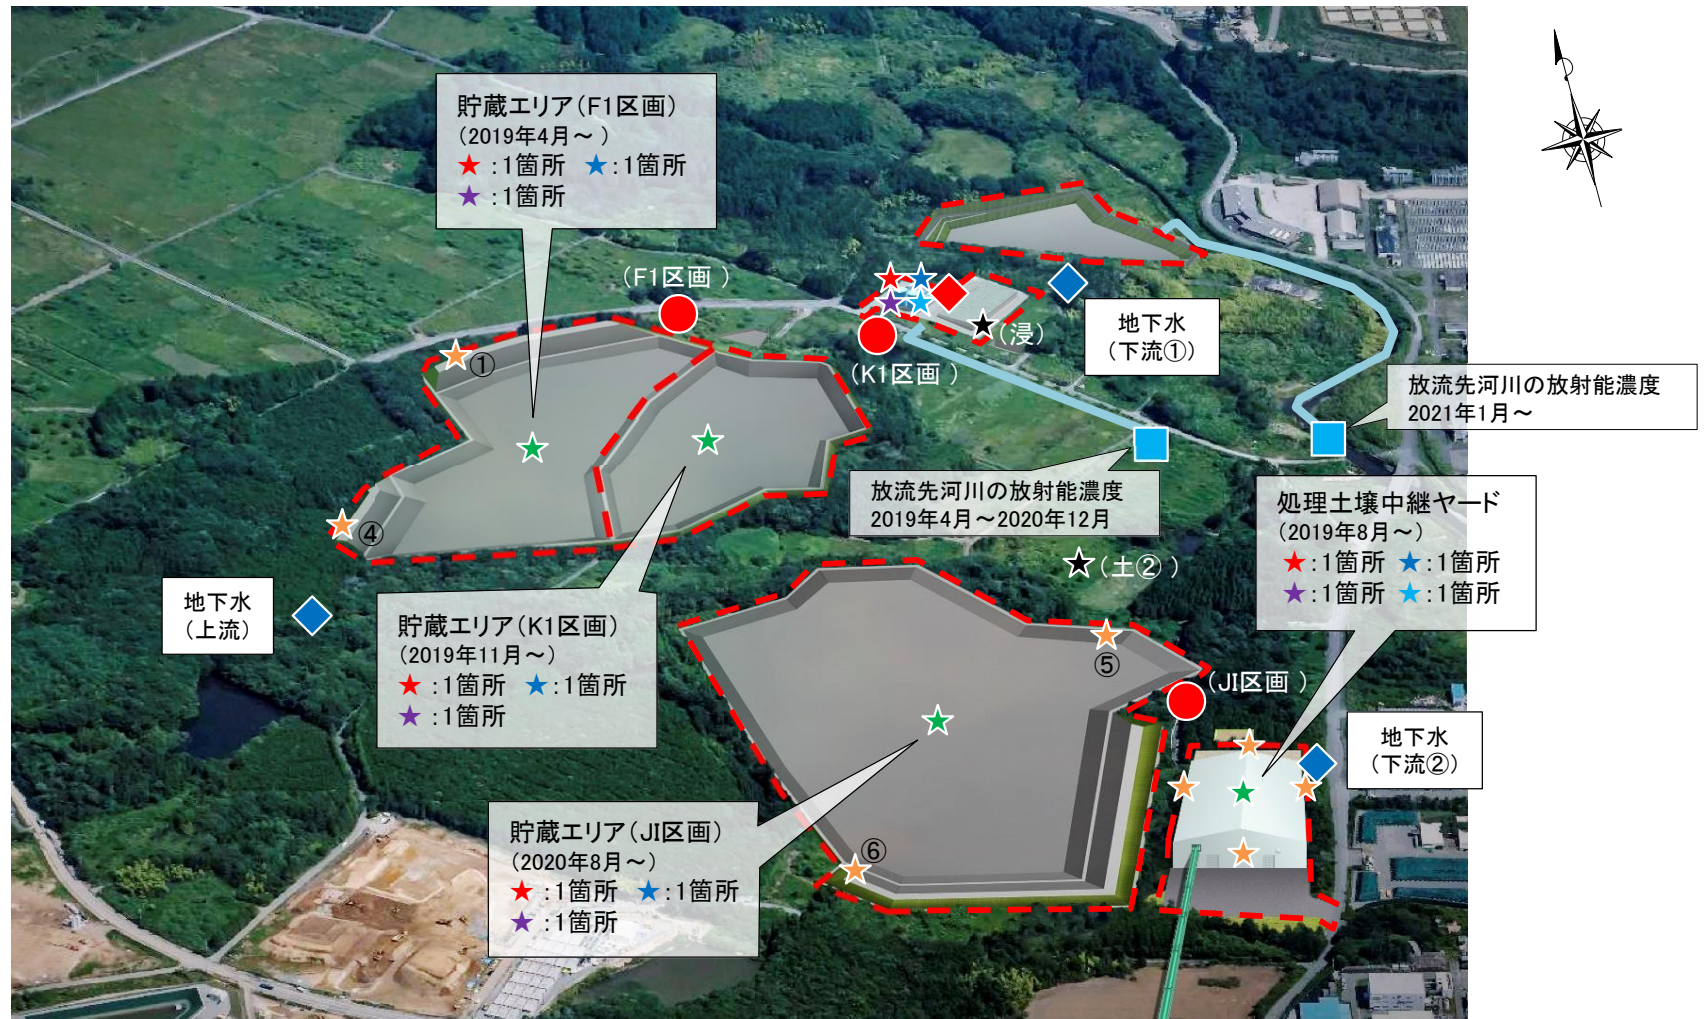 貯蔵エリア(F1区画)
(2019年4月～ )
★ :1箇所 ★:1箇所
★ :1箇所
(F1区画 )
(K1区画 )
(浸)
地下水
(下流①)
放流先河川の放射能濃度
2021年1月～
①
④
放流先河川の放射能濃度
2019年4月～2020年12月
処理土壌中継ヤード
(2019年8月～)
★:1箇所 ★:1箇所
★:1箇所 ★:1箇所
(土②)
地下水
(上流)
貯蔵エリア(K1区画)
(2019年11月～)
★ :1箇所 ★:1箇所
★ :1箇所
⑤
(JI区画 )
地下水
(下流②)
貯蔵エリア(JI区画)
(2020年8月～)
★ :1箇所 ★:1箇所
★ :1箇所
⑥